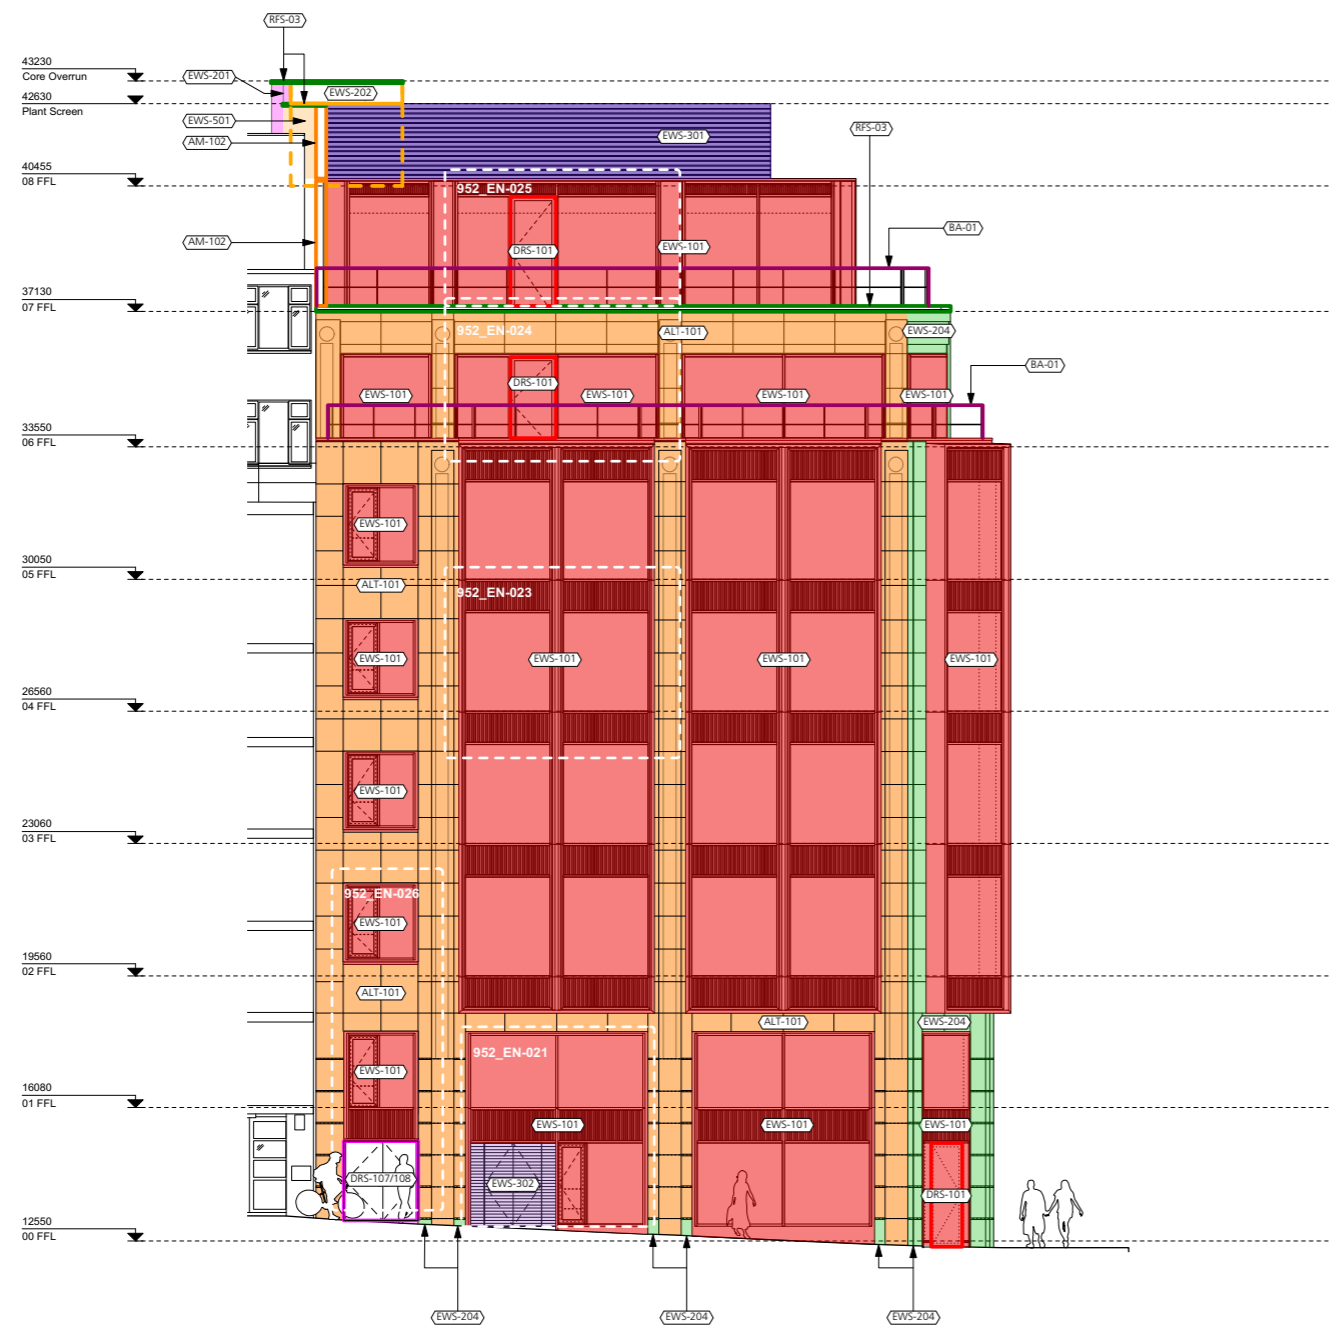 RFS-03
43230
Core Overrun
EWS-201
EWS-202
42630
Plant Screen
EWS-501
RFS-03
EWS-301
AM-102
40455
08 FFL
952_EN-025
BA-01
AM-102
DRS-101
EWS-101
37130
07 FFL
952_EN-024
ALT-101
EWS-204
BA-01
DRS-101
EWS-101
EWS-101
EWS-101
EWS-101
33550
06 FFL
EWS-101
30050
05 FFL
ALT-101
952_EN-023
EWS-101
EWS-101
EWS-101
EWS-101
26560
04 FFL
EWS-101
23060
03 FFL
952_EN-026
EWS-101
19560
02 FFL
ALT-101
ALT-101
EWS-204
952_EN-021
EWS-101
16080
01 FFL
EWS-101
EWS-101
EWS-101
DRS-107/108
EWS-302
DRS-101
12550
00 FFL
EWS-204
EWS-204
EWS-204